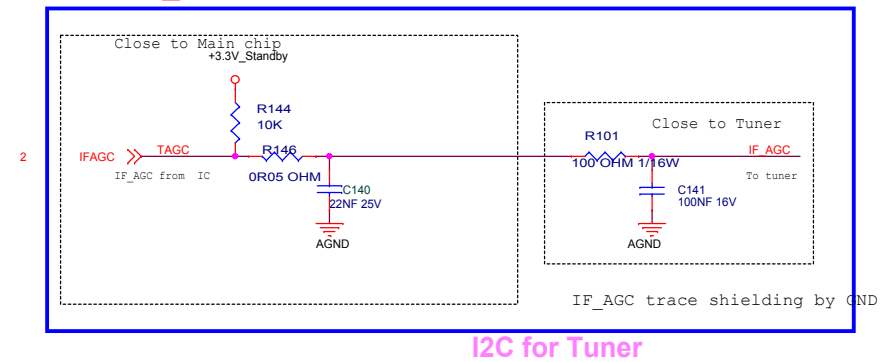 Close to Main chip
+3.3V_Standby
R144
10K
R101
Close to Tuner
2
IFAGC
TAGC
R146
100 OHM 1/16W
IF_AGC
IF_AGC from IC
0R05 OHM
To tuner
C140
22NF 25V
C141
100NF 16V
AGND
AGND
IF_AGC trace shielding by GND
I2C for Tuner